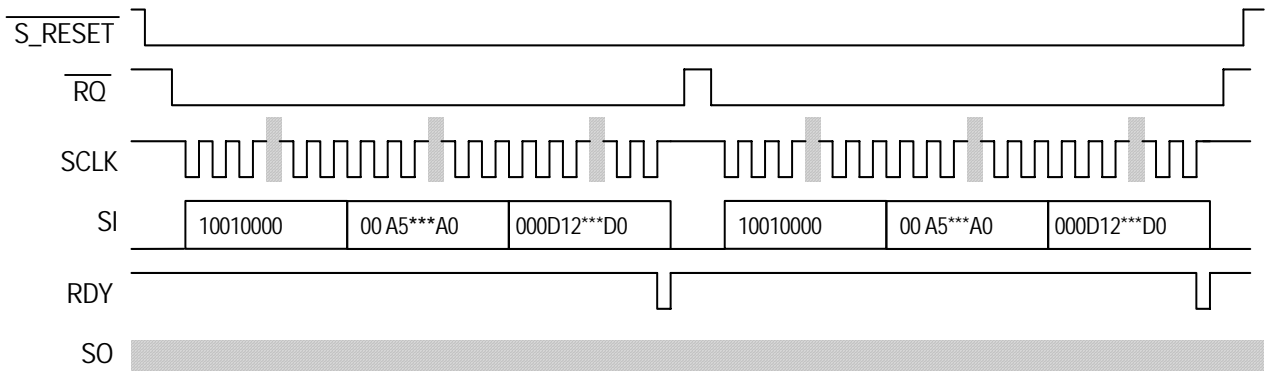 S_RESET
RQ
SCLK
SI 10010000 00 A5***A0 000D12***D0 10010000 00 A5***A0 000D12***D0
RDY
SO